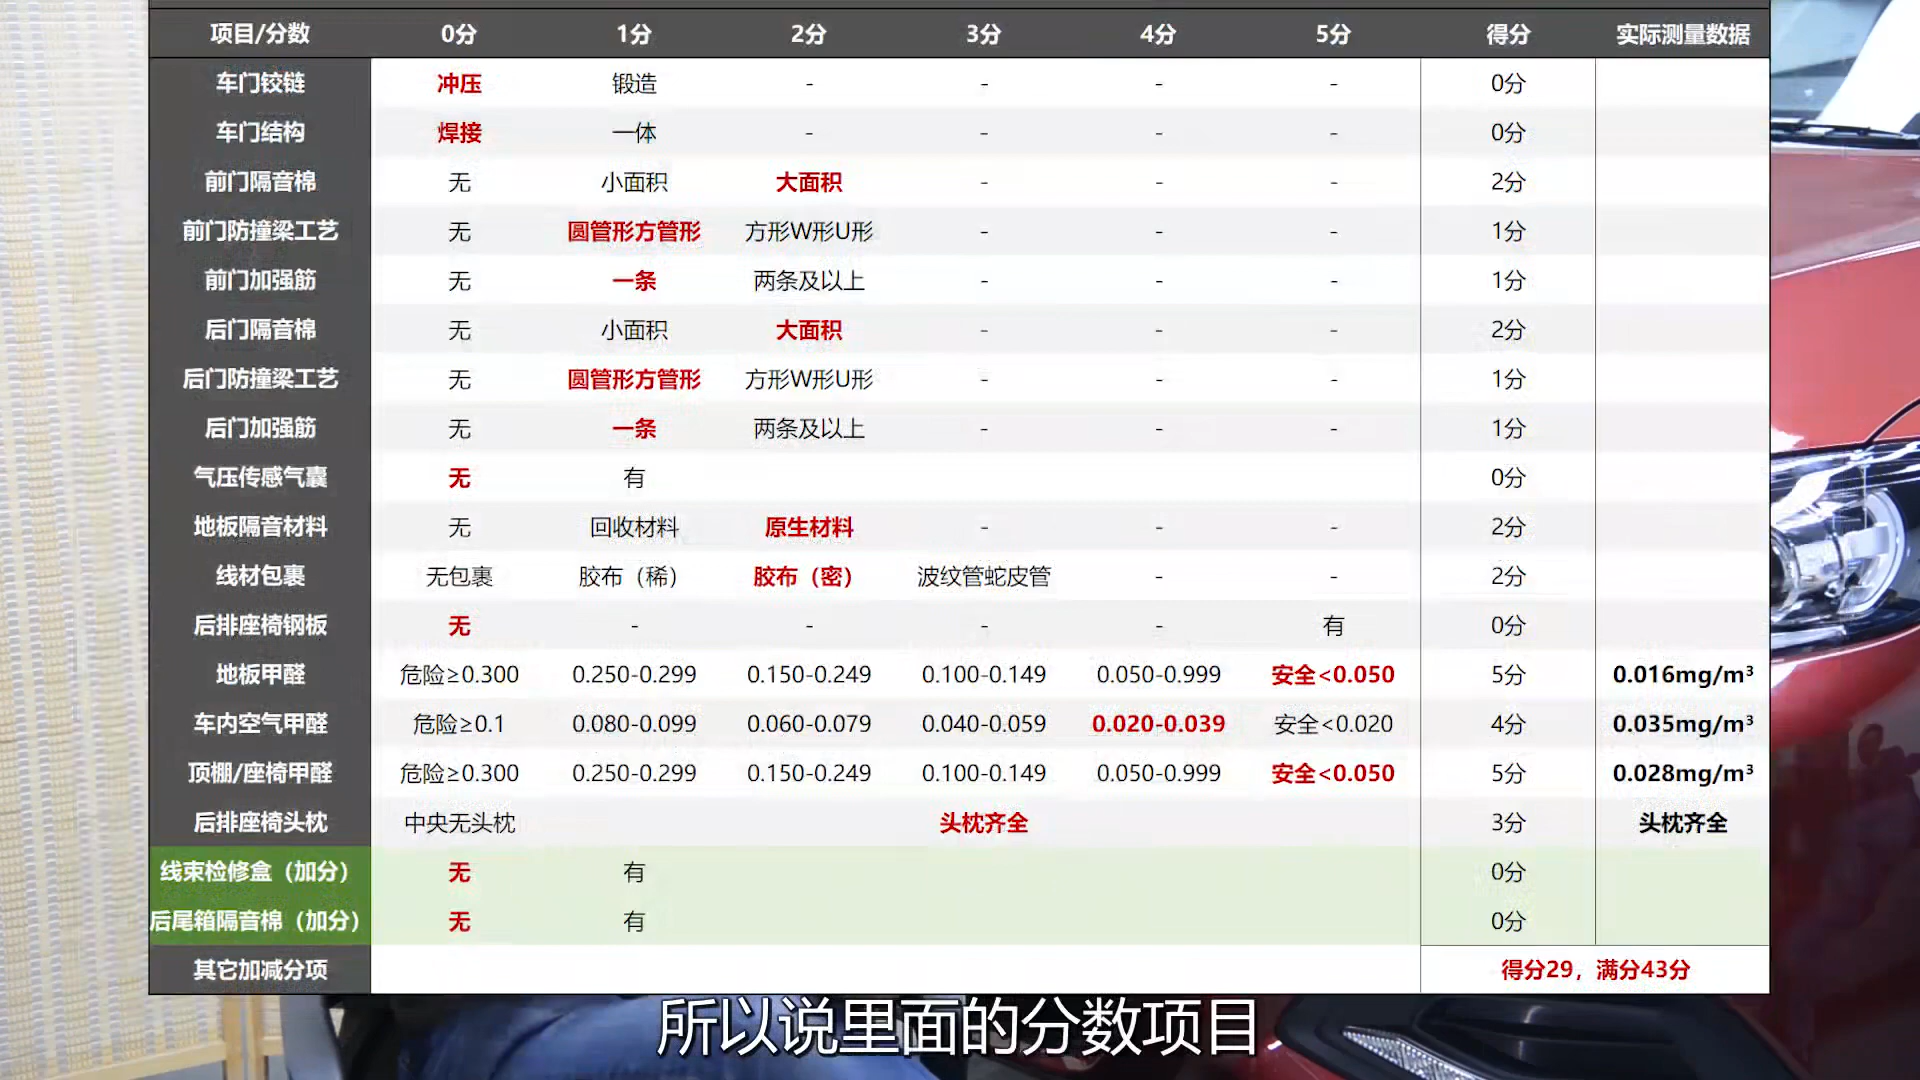 项目/分数 0分 1分 2分 3分 4分 5分 得分 实际测量数据
车门铰链 冲压 锻造 - - - - 0分
车门结构 焊接 一体 - - - - 0分
前门隔音棉 无 小面积 大面积 - - - 2分
前门防撞梁工艺 无 圆管形方管形 方形W形U形 - - - 1分
前门加强筋 无 一条 两条及以上 - - - 1分
后门隔音棉 无 小面积 大面积 - - - 2分
后门防撞梁工艺 无 圆管形方管形 方形W形U形 - - - 1分
后门加强筋 无 一条 两条及以上 - - - 1分
气压传感气囊 无 有 0分
地板隔音材料 无 回收材料 原生材料 - - - 2分
线材包裹 无包裹 胶布（稀） 胶布（密） 波纹管蛇皮管 - - 2分
后排座椅钢板 无 - - - - 有 0分
地板甲醛 危险≥0.300 0.250-0.299 0.150-0.249 0.100-0.149 0.050-0.999 安全<0.050 5分 0.016mg/m³
车内空气甲醛 危险≥0.1 0.080-0.099 0.060-0.079 0.040-0.059 0.020-0.039 安全<0.020 4分 0.035mg/m³
顶棚/座椅甲醛 危险≥0.300 0.250-0.299 0.150-0.249 0.100-0.149 0.050-0.999 安全<0.050 5分 0.028mg/m³
后排座椅头枕 中央无头枕 头枕齐全 3分 头枕齐全
线束检修盒（加分） 无 有 0分
后尾箱隔音棉（加分） 无 有 0分
其它加减分项 得分29，满分43分
所以说里面的分数项目